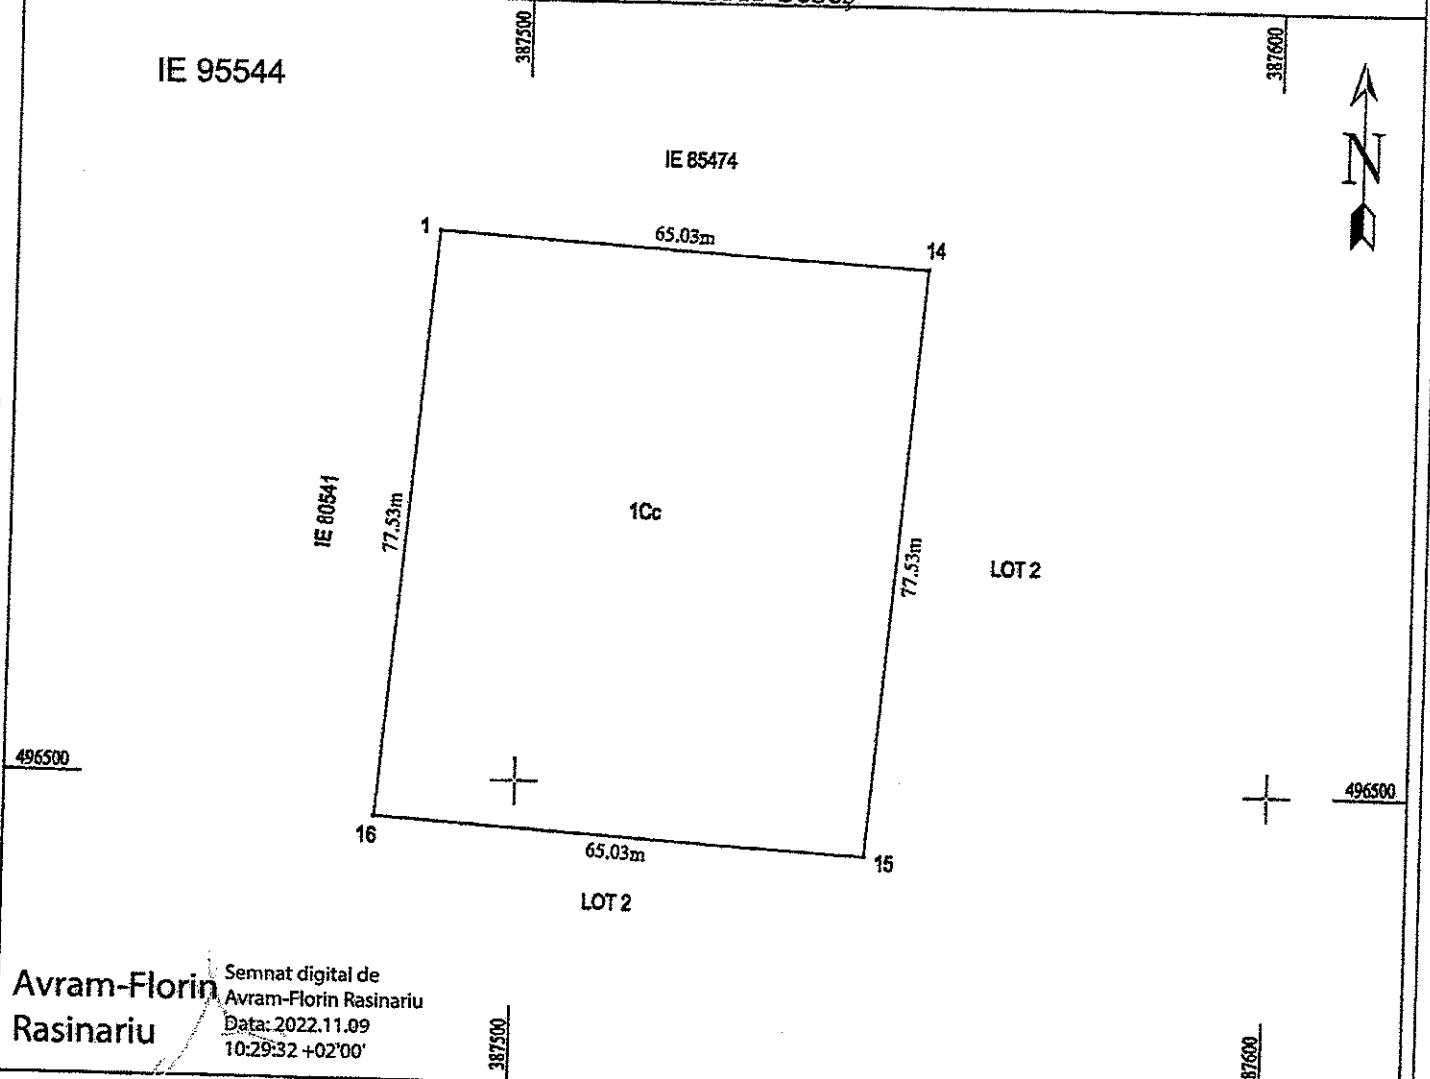 387500
387600
IE 95544
N
IE 85474
1
65.03m
14
IE 80541
77.53m
1Cc
77.53m
LOT 2
496500
496500
16
65.03m
15
LOT 2
Avram-Florin
Rasinariu
Semnat digital de
Avram-Florin Rasinariu
Data: 2022.11.09
10:29:32 +02'00'
387500
87600